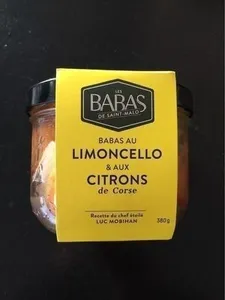 LES
BABAS
DE SAINT-MALO
BABAS AU
LIMONCELLO
& AUX
CITRONS
de Corse
Recette du chef étoilé
LUC MOBIHAN
380g